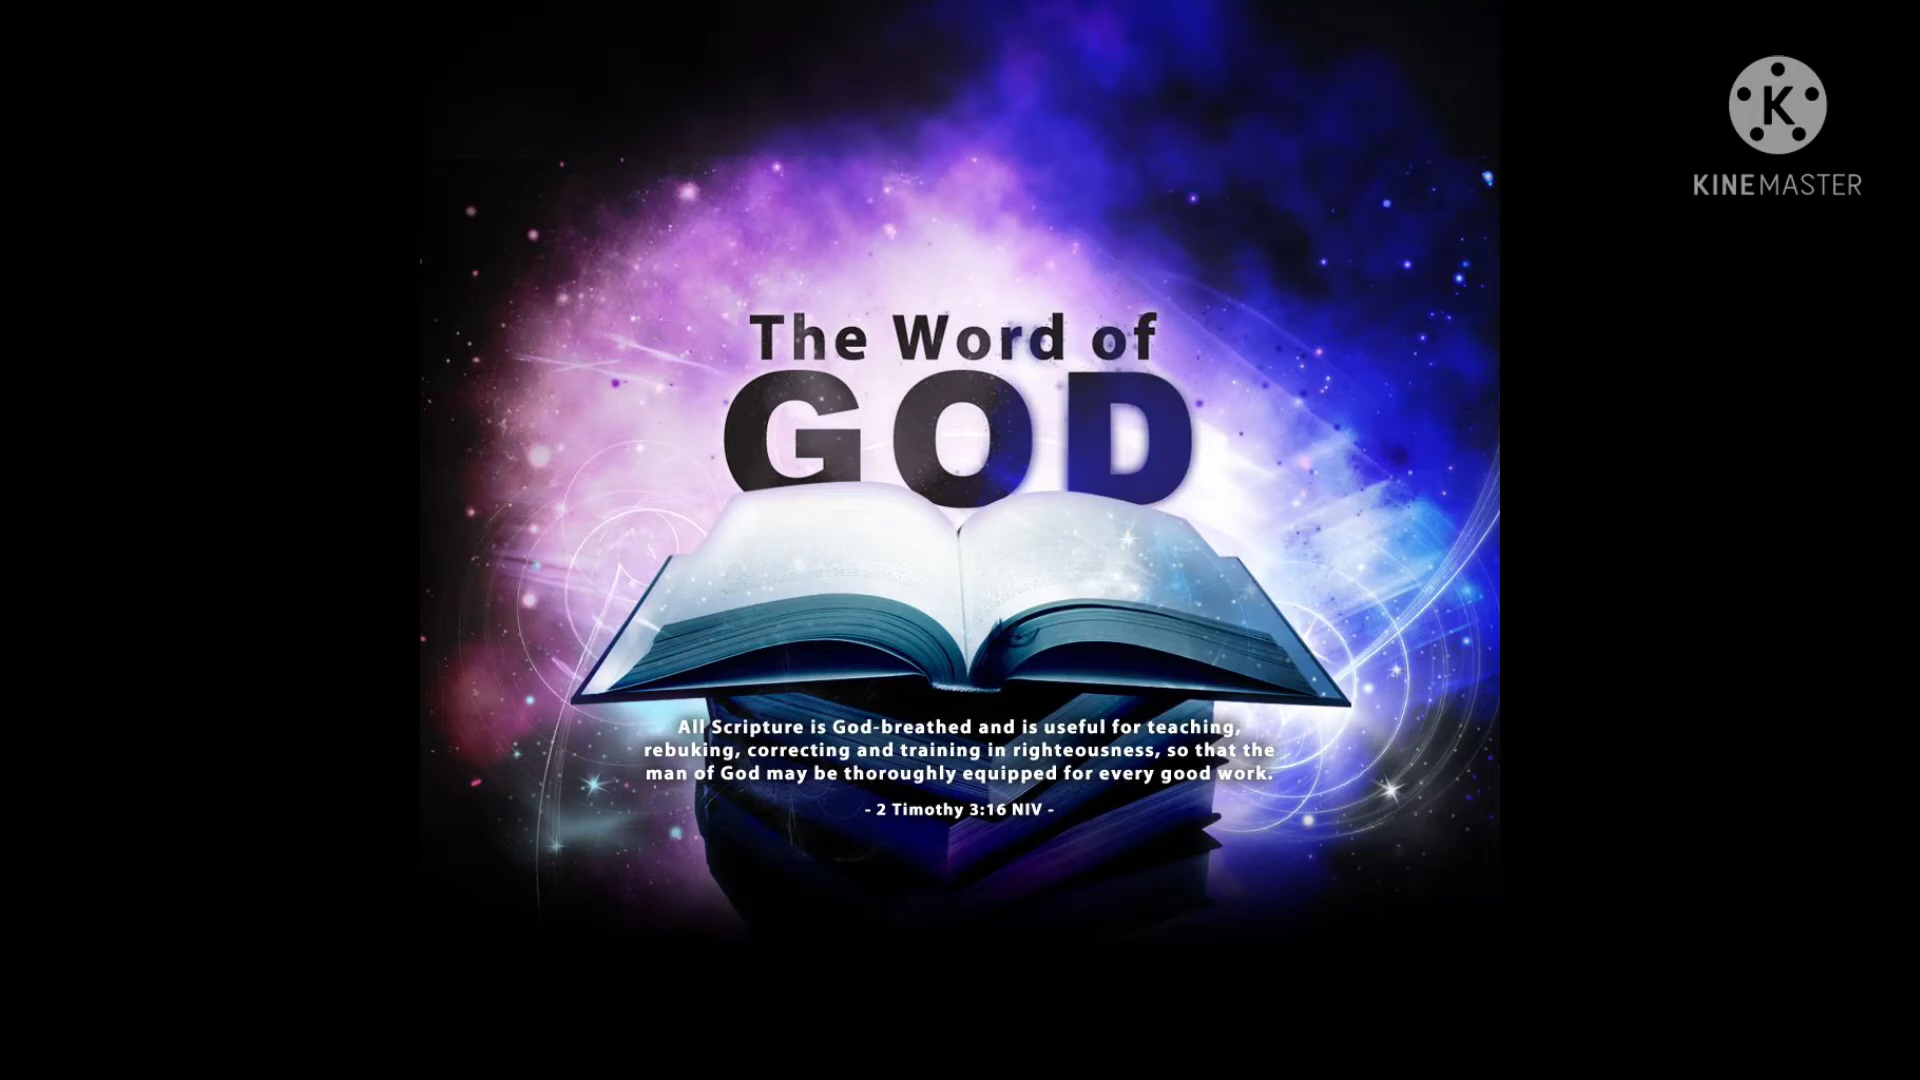 K
KINEMASTER
The Word of
GOD
All Scripture is God-breathed and is useful for teaching,
rebuking, correcting and training in righteousness, so that the
man of God may be thoroughly equipped for every good work.
- 2 Timothy 3:16 NIV -